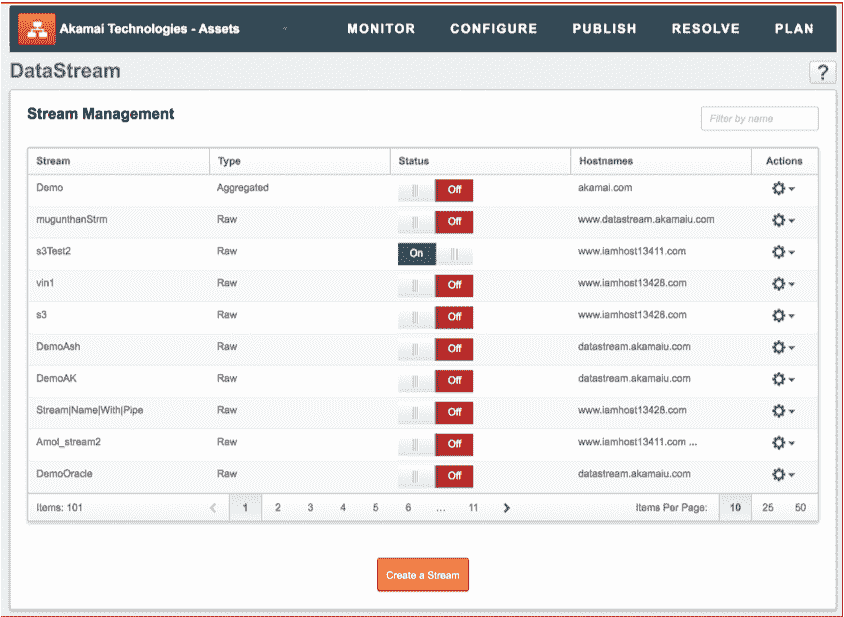 Akamai Technologies - Assets MONITOR CONFIGURE PUBLISH RESOLVE PLAN
DataStream ?
Stream Management Filter by name
Stream Type Status Hostnames Actions
Demo Aggregated Off akamai.com
mugunthanStrm Raw Off www.datastream.akamaiu.com
s3Test2 Raw On www.iamhost13411.com
vin1 Raw Off www.iamhost13428.com
s3 Raw Off www.iamhost13428.com
DemoAsh Raw Off datastream.akamaiu.com
DemoAK Raw Off datastream.akamaiu.com
Stream|Name|With|Pipe Raw Off www.iamhost13428.com
Amol_stream2 Raw Off www.iamhost13411.com ...
DemoOracle Raw Off datastream.akamaiu.com
Items: 101 < 1 2 3 4 5 6 ... 11 > Items Per Page: 10 25 50
Create a Stream